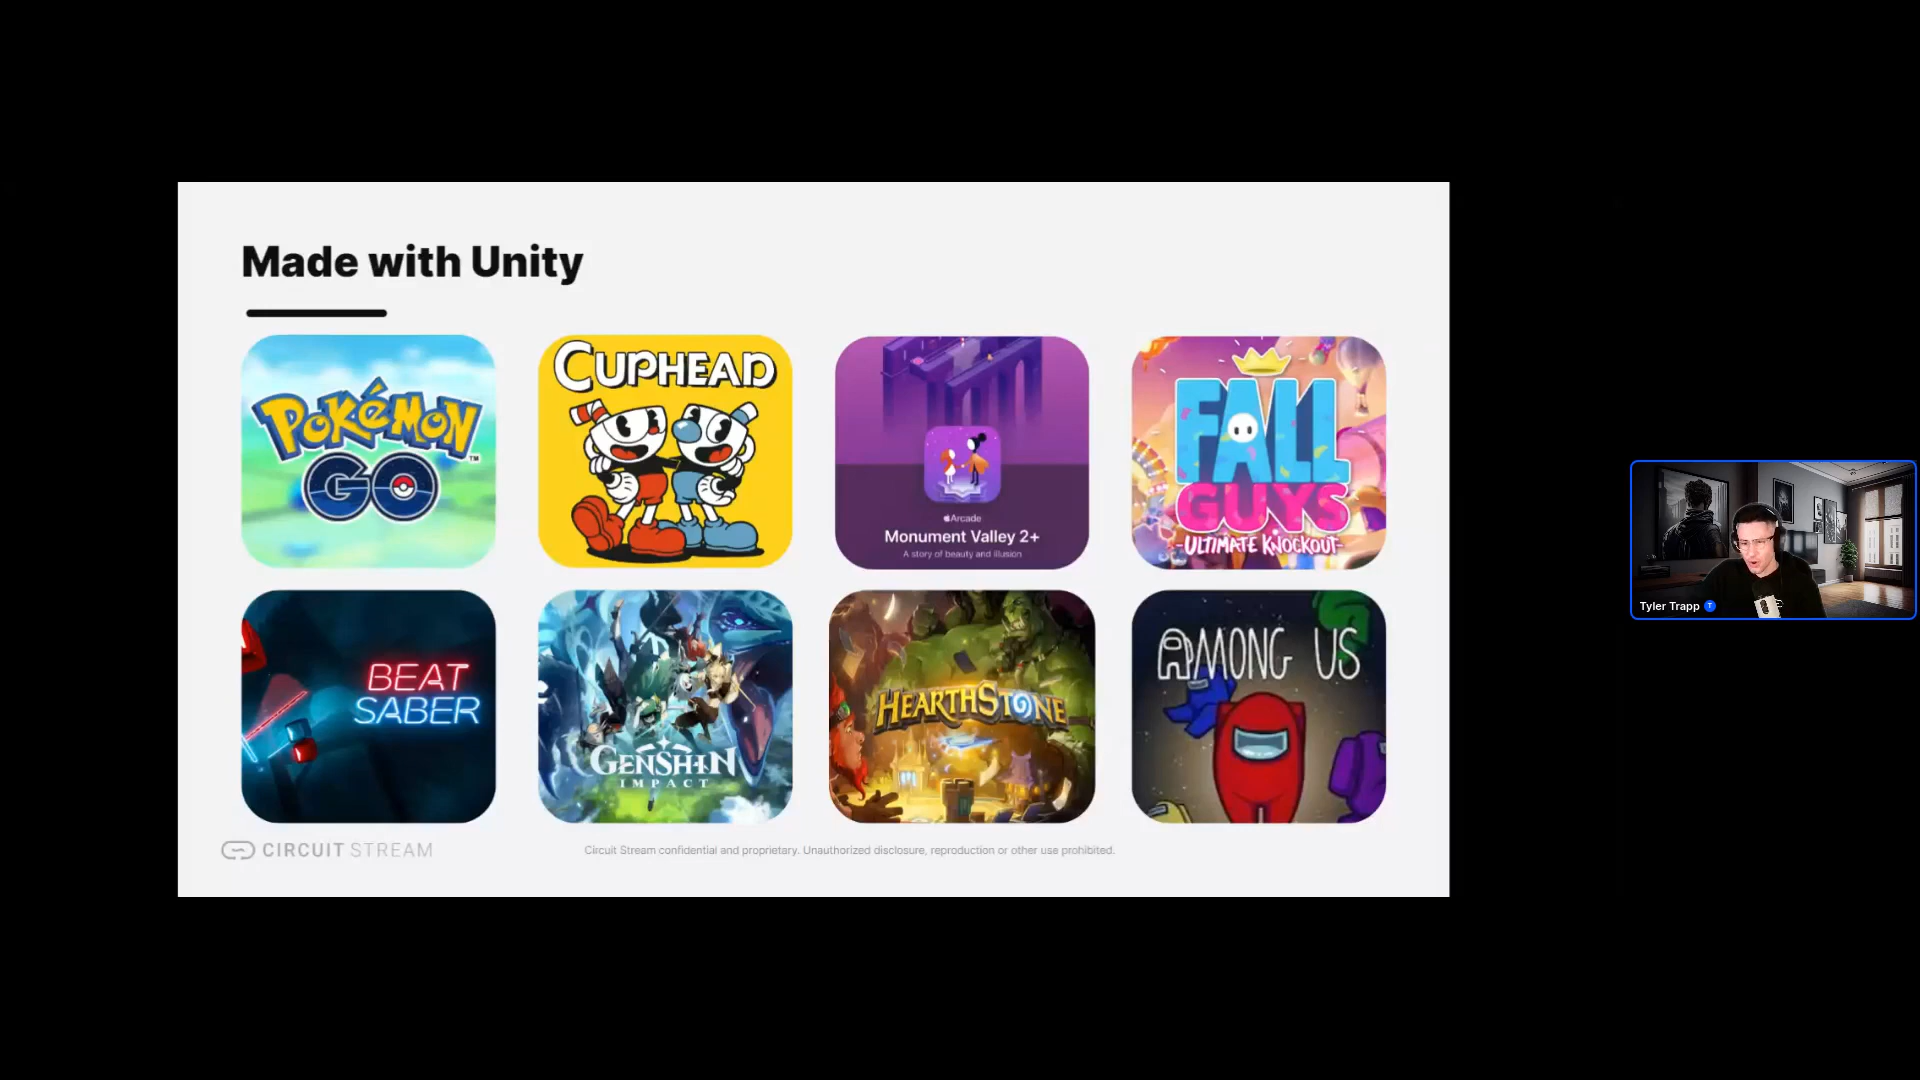 Made with Unity
POKÉMON
TM
GO
CUPHEAD
Arcade
Monument Valley 2+
A story of beauty and illusion
FALL
GUYS
-ULTIMATE KNOCKOUT-
BEAT
SABER
GENSHIN
IMPACT
HEARTHSTONE
AMONG US
CIRCUIT STREAM
Circuit Stream confidential and proprietary. Unauthorized disclosure, reproduction or other use prohibited.
Tyler Trapp T